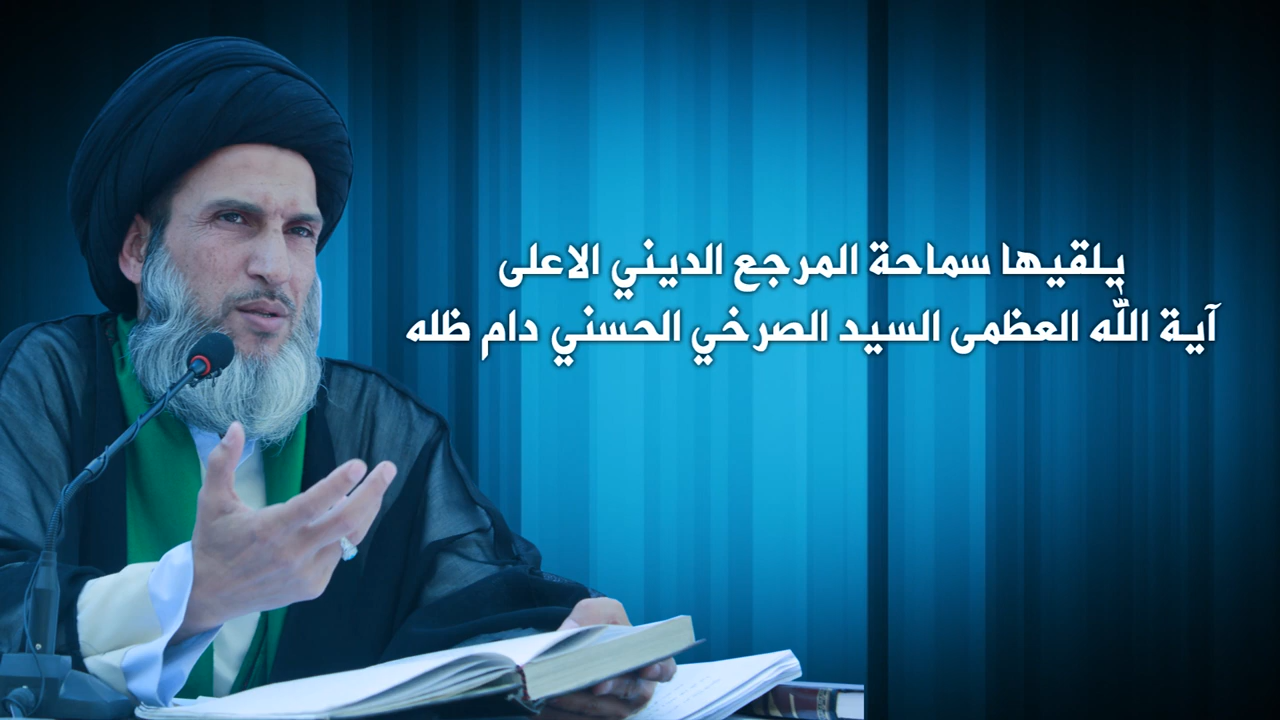 يلقيها سماحة المرجع الديني الاعلى
آية الله العظمى السيد الصرخي الحسني دام ظله